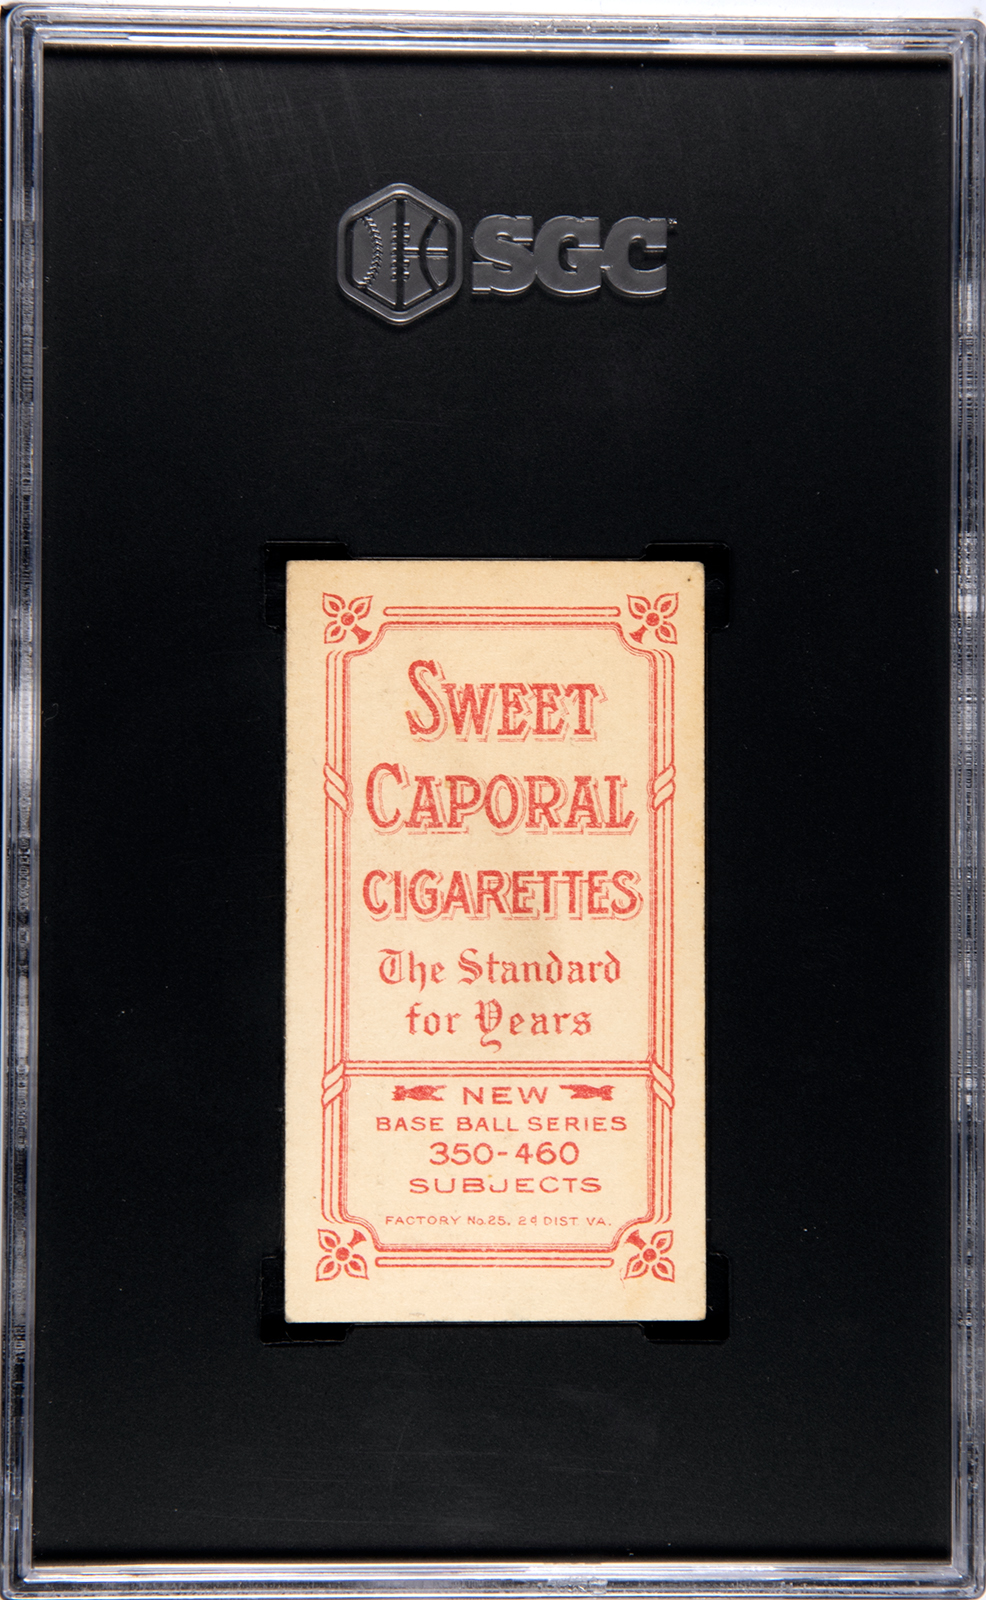 SGC
SWEET
CAPORAL
CIGARETTES
The Standard
for Years
NEW
BASE BALL SERIES
350-460
SUBJECTS
FACTORY No. 25. 2d DIST VA.